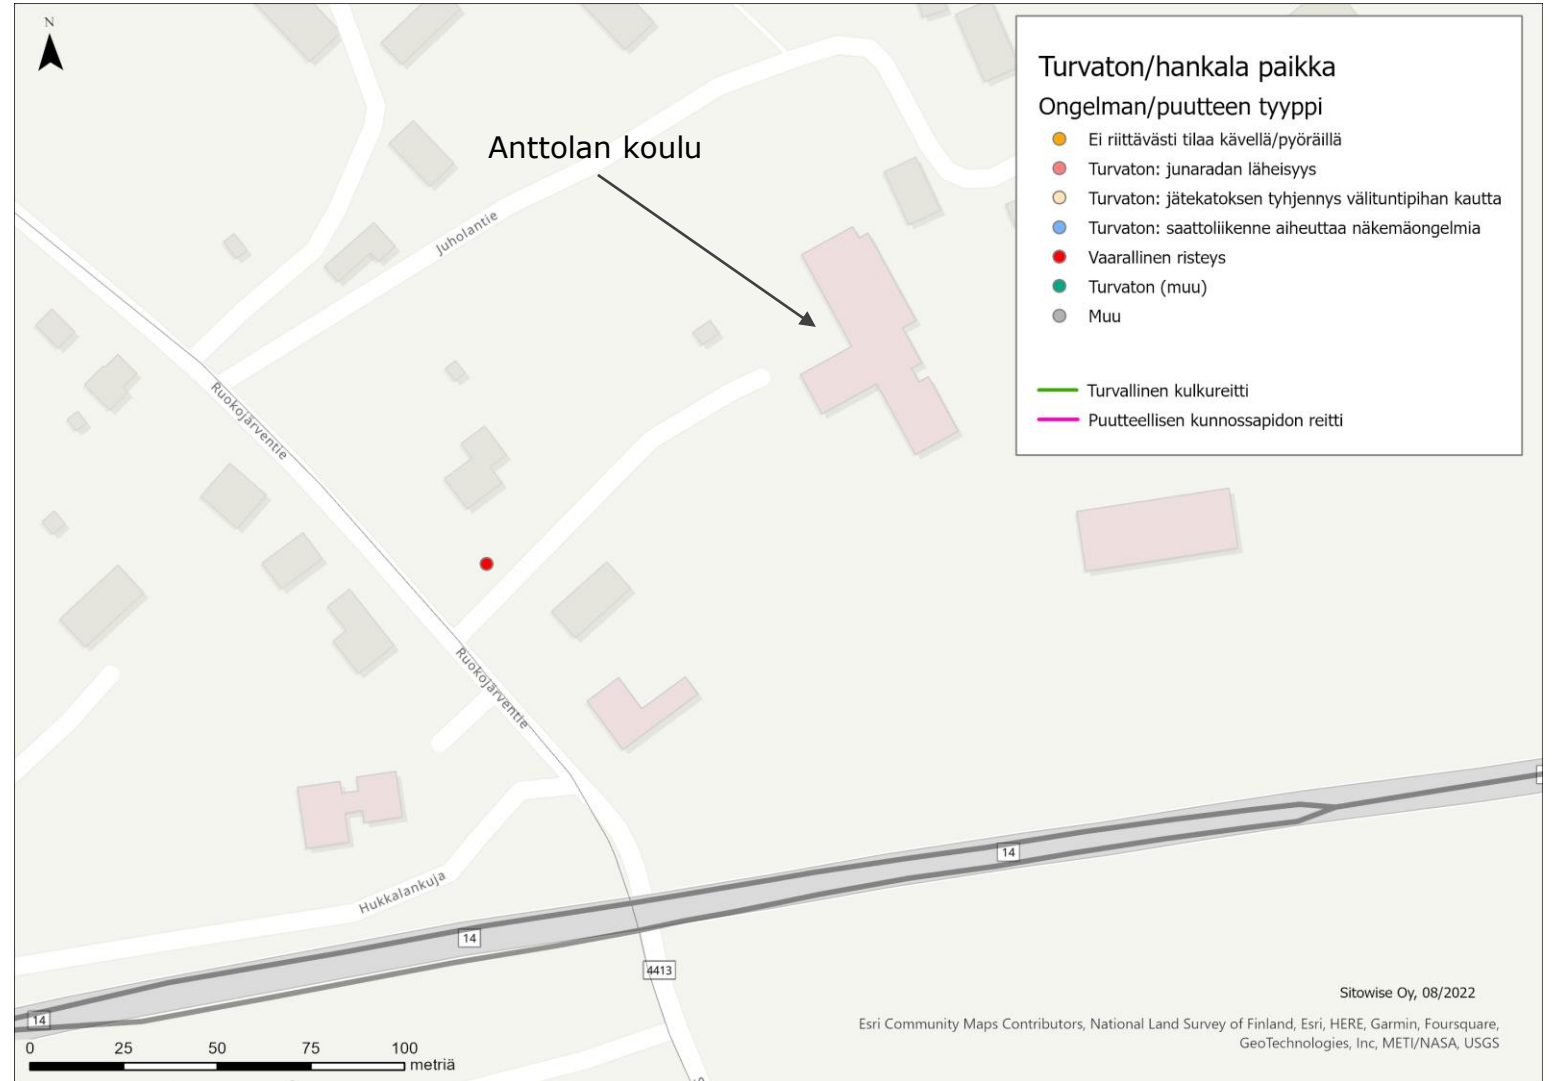 N
Turvaton/hankala paikka
Ongelman/puutteen tyyppi
Ei riittävästi tilaa kävellä/pyöräillä
Turvaton: junaradan läheisyys
Turvaton: jätekatoksen tyhjennys välituntipihan kautta
Turvaton: saattoliikenne aiheuttaa näkemäongelmia
Vaarallinen risteys
Turvaton (muu)
Muu
Turvallinen kulkureitti
Puutteellisen kunnossapidon reitti
Anttolan koulu
Juholantie
Ruokojärventie
Ruokojärventie
Hukkalankuja
14
14
14
4413
Sitowise Oy, 08/2022
Esri Community Maps Contributors, National Land Survey of Finland, Esri, HERE, Garmin, Foursquare,
GeoTechnologies, Inc, METI/NASA, USGS
0 25 50 75 100
metriä